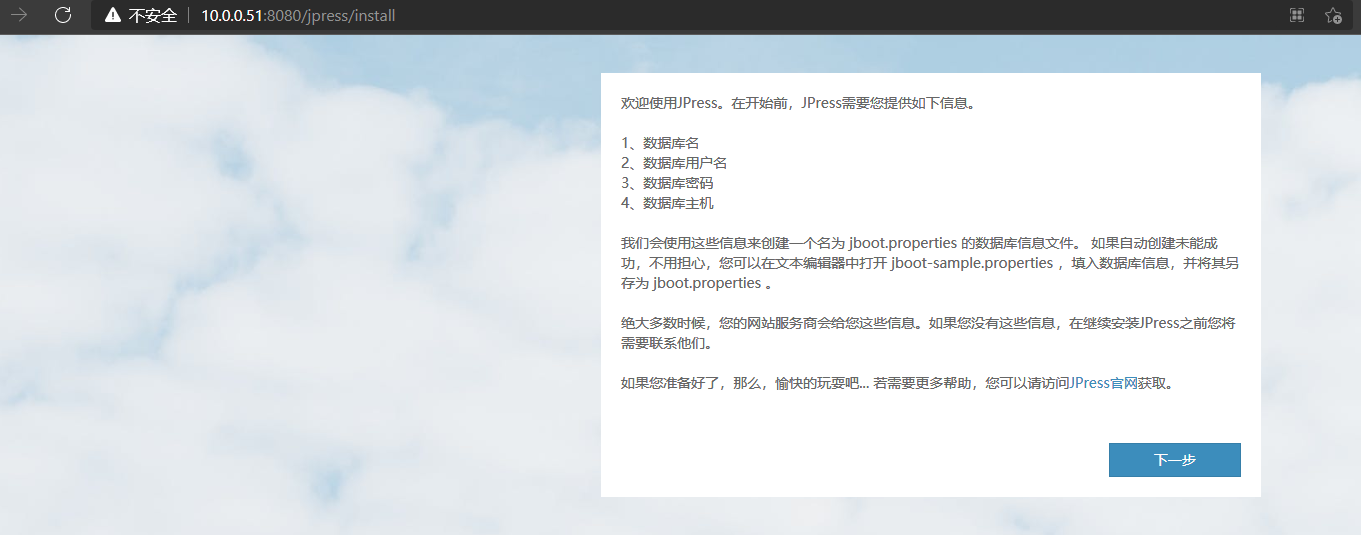 不安全 10.0.0.51:8080/jpress/install
欢迎使用JPress。在开始前，JPress需要您提供如下信息。
1、数据库名
2、数据库用户名
3、数据库密码
4、数据库主机
我们会使用这些信息来创建一个名为 jboot.properties 的数据库信息文件。 如果自动创建未能成
功，不用担心，您可以在文本编辑器中打开 jboot-sample.properties ，填入数据库信息，并将其另
存为 jboot.properties 。
绝大多数时候，您的网站服务商会给您这些信息。如果您没有这些信息，在继续安装JPress之前您将
需要联系他们。
如果您准备好了，那么，愉快的玩耍吧... 若需要更多帮助，您可以请访问JPress官网获取。
下一步